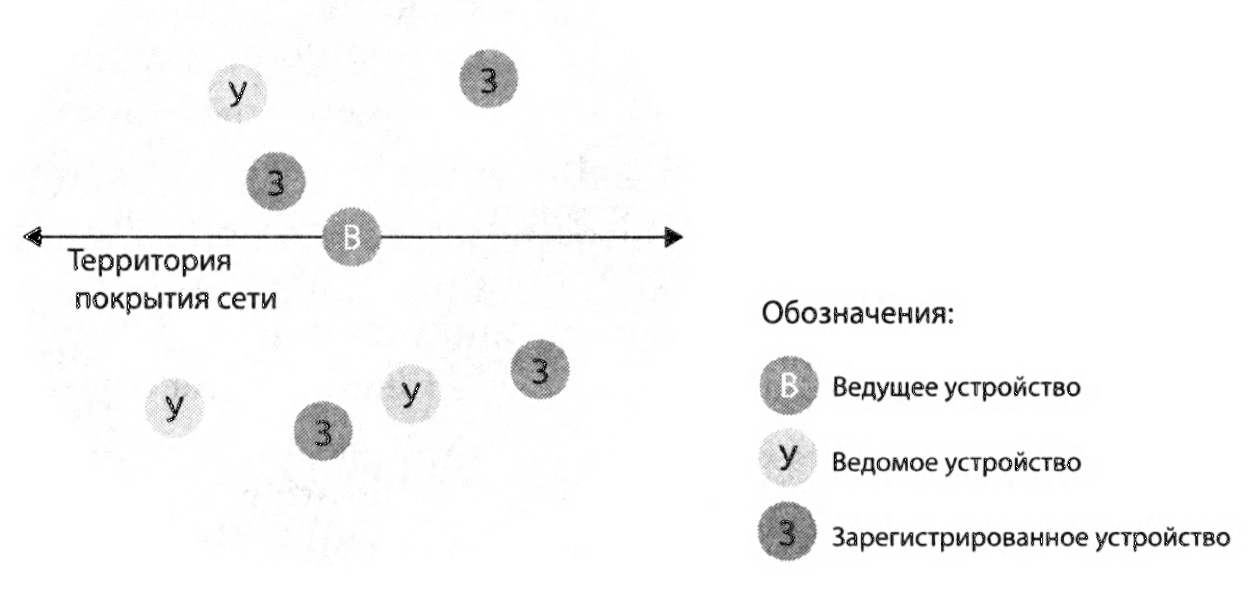 У
З
З
В
Территория
покрытия сети
Обозначения:
З
У
У
З
В Ведущее устройство
У Ведомое устройство
З Зарегистрированное устройство